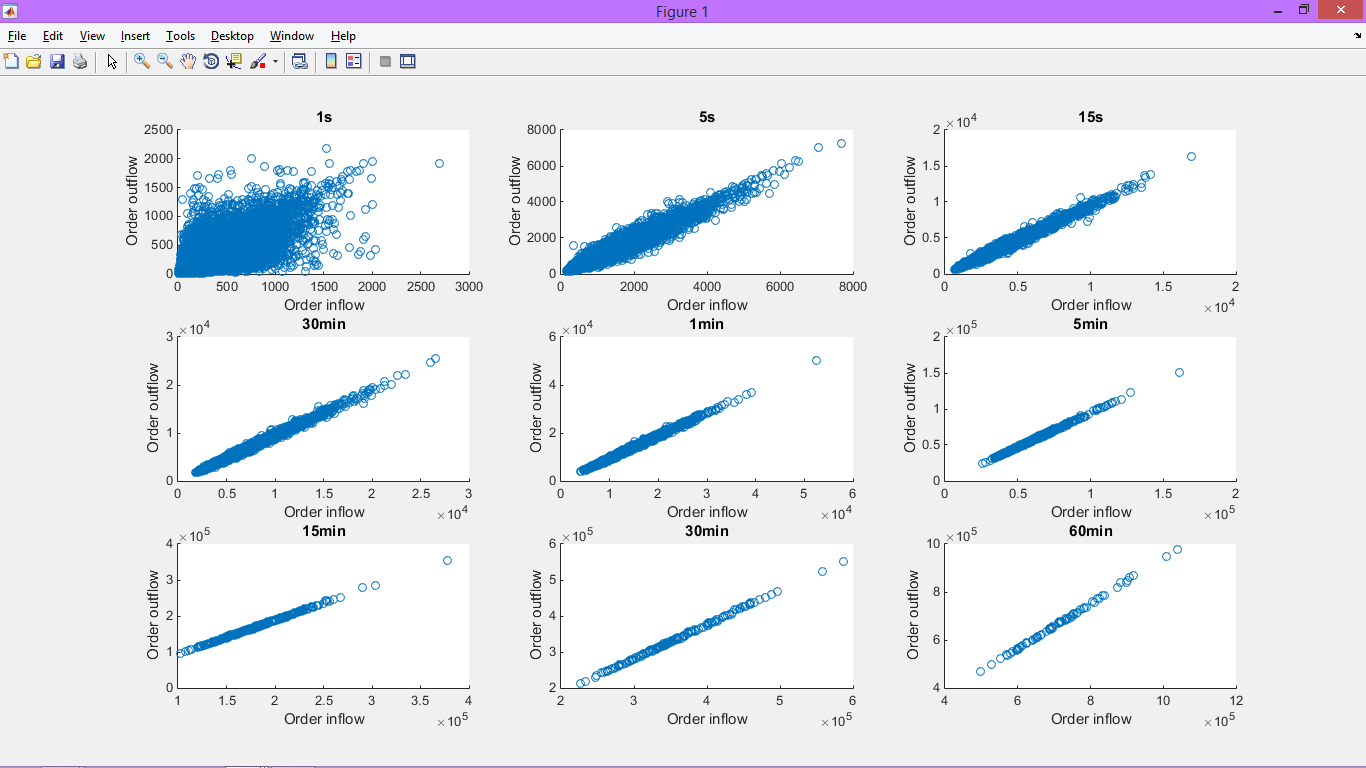 Figure 1
File Edit View Insert Tools Desktop Window Help
1s
2500
2000
1500
1000
500
0
Order outflow
0 500 1000 1500 2000 2500 3000
Order inflow
5s
8000
6000
4000
2000
0
Order outflow
0 2000 4000 6000 8000
Order inflow
15s
×10^4
2
1.5
1
0.5
0
Order outflow
0 0.5 1 1.5 2
Order inflow
×10^4
30min
×10^4
3
2
1
0
Order outflow
0 0.5 1 1.5 2 2.5 3
Order inflow
×10^4
1min
×10^4
6
4
2
0
Order outflow
0 1 2 3 4 5 6
Order inflow
×10^4
5min
×10^5
2
1.5
1
0.5
0
Order outflow
0 0.5 1 1.5 2
Order inflow
×10^5
15min
×10^5
4
3
2
1
0
Order outflow
1 1.5 2 2.5 3 3.5 4
Order inflow
×10^5
30min
×10^5
6
5
4
3
2
Order outflow
2 3 4 5 6
Order inflow
×10^5
60min
×10^5
10
8
6
4
Order outflow
4 6 8 10 12
Order inflow
×10^5